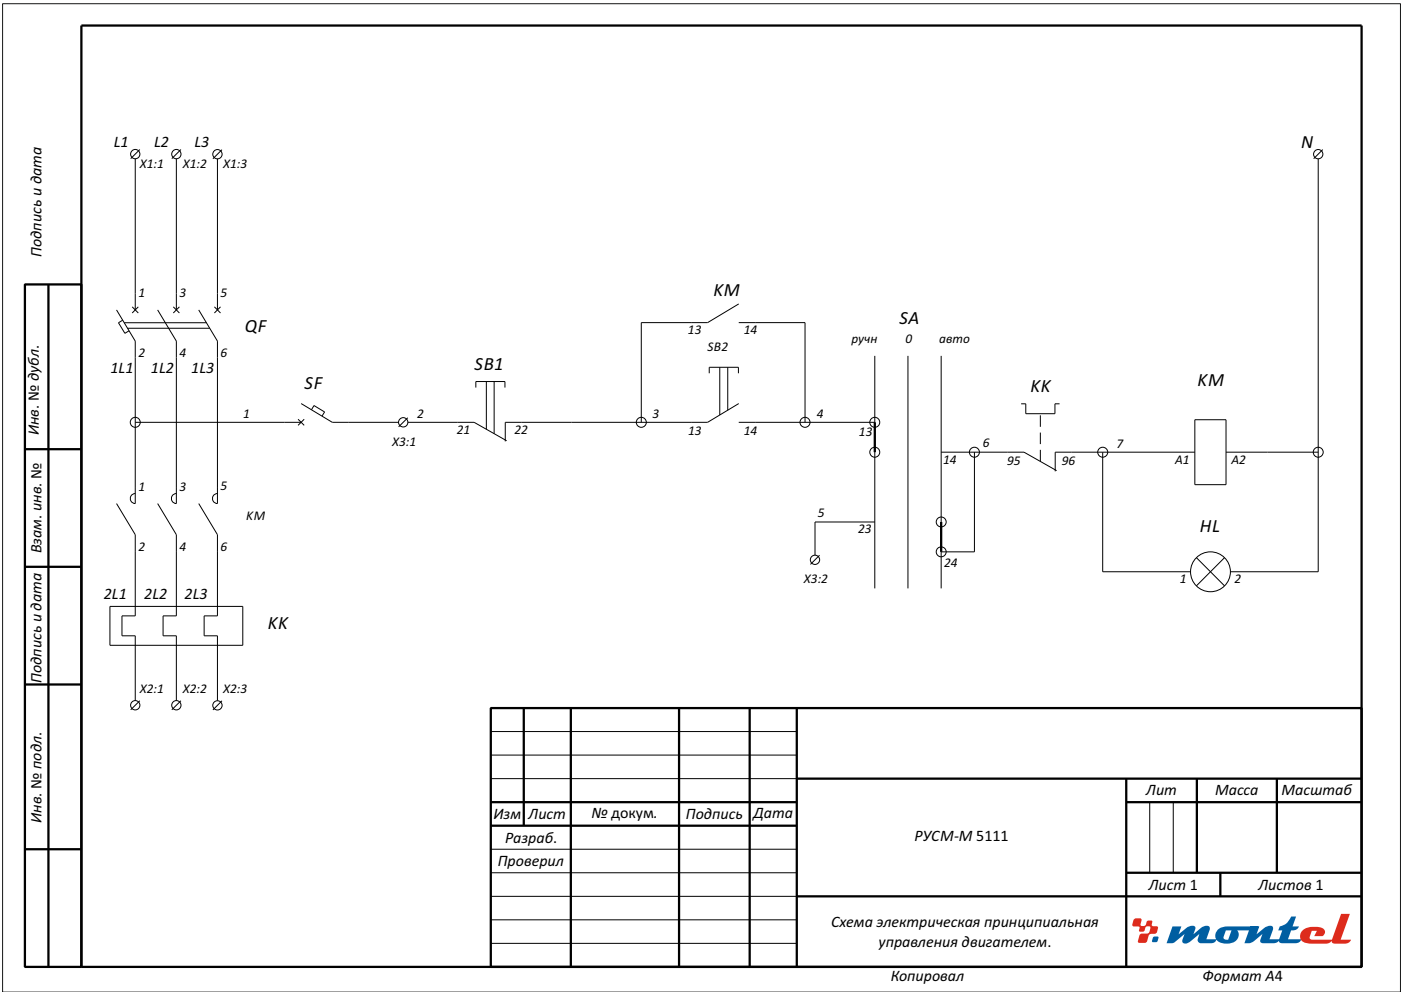 L1 L2 L3 N
X1:1 X1:2 X1:3
1 3 5
QF
2 4 6
1L1 1L2 1L3
1
SF
2
X3:1
SB1
21 22
3
KM
13 14
SB2
13 14
4
SA
ручн 0 авто
13
14
5
23
X3:2
24
6
KK
95 96
7
KM
A1 A2
HL
1 2
1 3 5
KM
2 4 6
2L1 2L2 2L3
KK
X2:1 X2:2 X2:3
Подпись и дата
Инв. № дубл.
Взам. инв. №
Подпись и дата
Инв. № подл.
Изм Лист № докум. Подпись Дата
Разраб.
Проверил
РУСМ-М 5111
Лит Масса Масштаб
Лист 1 Листов 1
Схема электрическая принципиальная
управления двигателем.
montel
Копировал Формат А4